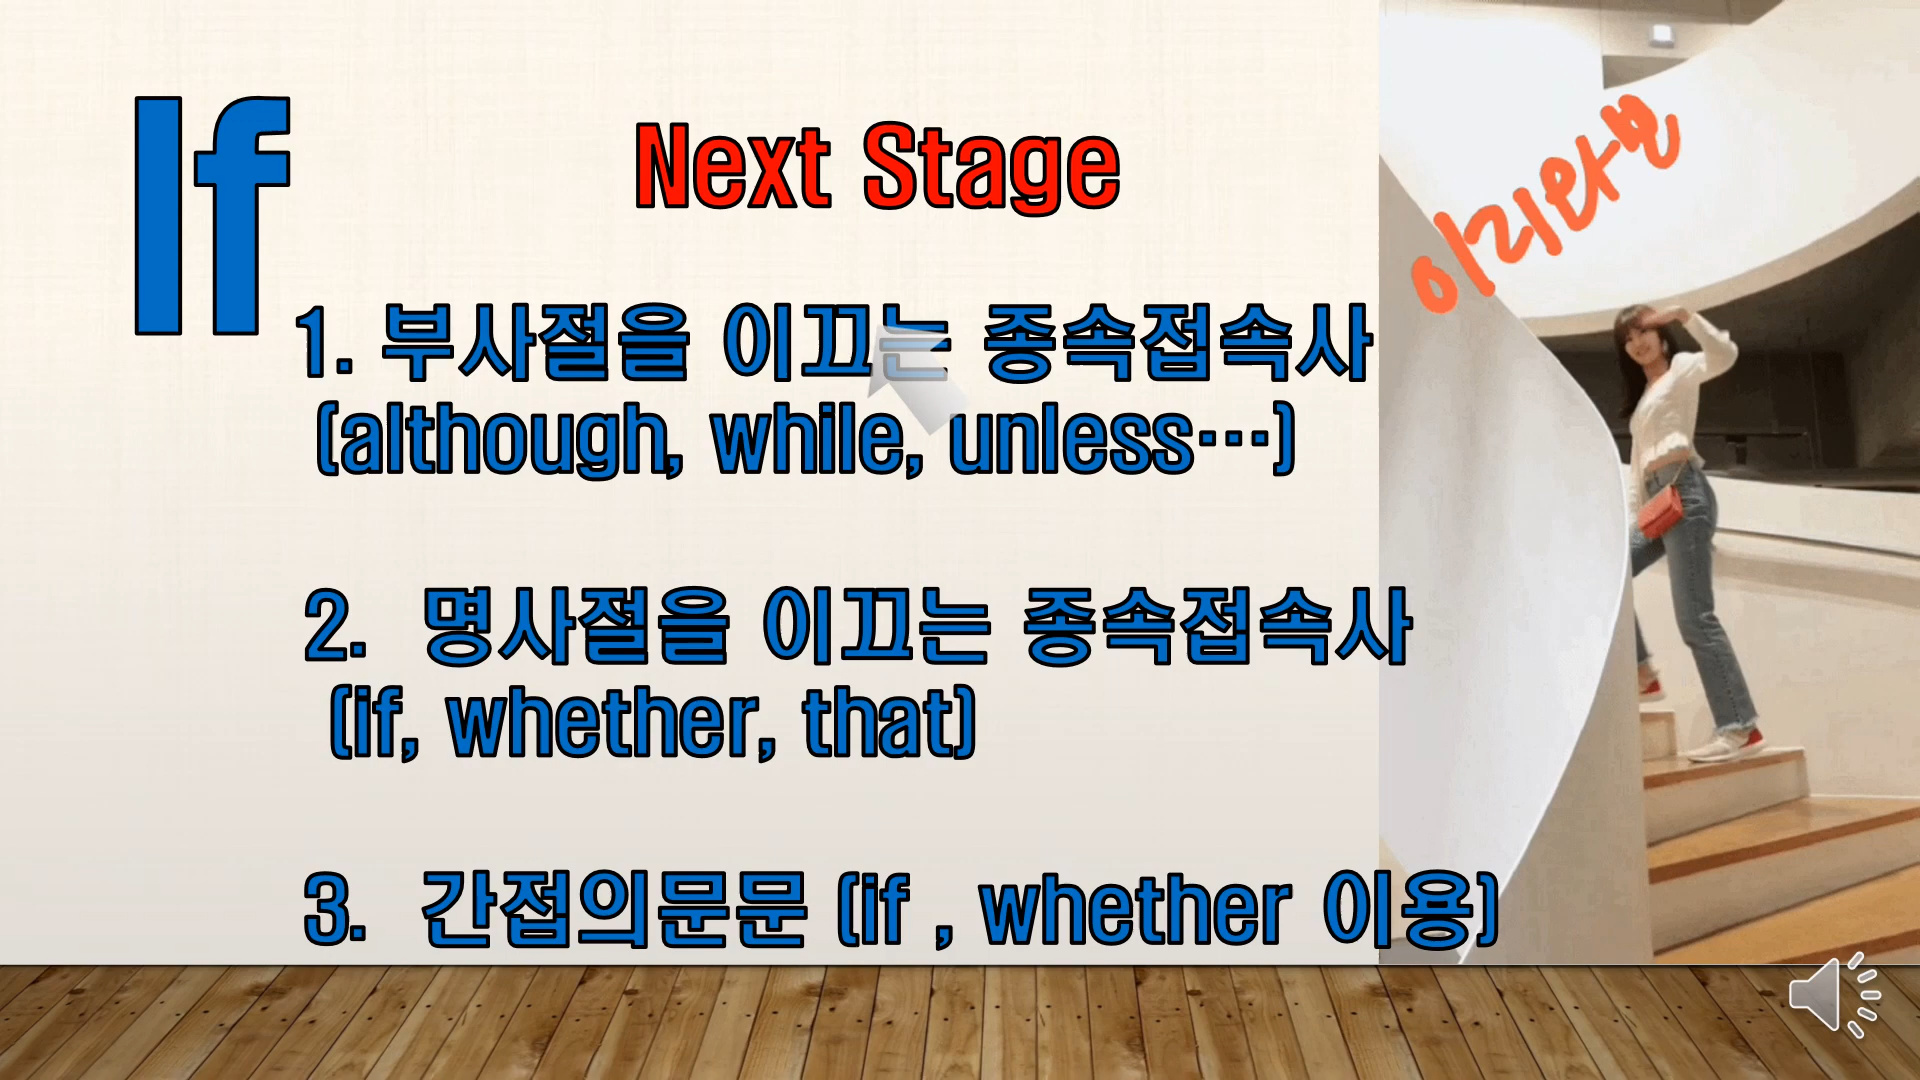 If
Next Stage
이리와 봐
1. 부사절을 이끄는 종속접속사
(although, while, unless…)
2. 명사절을 이끄는 종속접속사
(if, whether, that)
3. 간접의문문 (if , whether 이용)